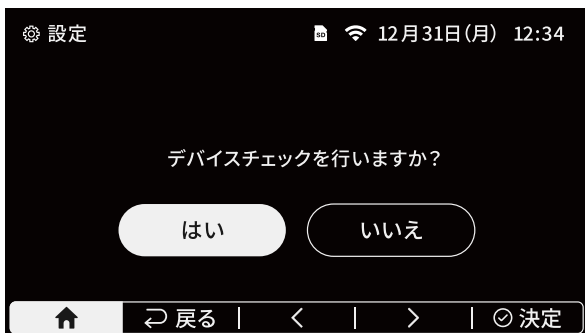 設定 SD 12月31日(月) 12:34
デバイスチェックを行いますか?
はい いいえ
戻る 決定